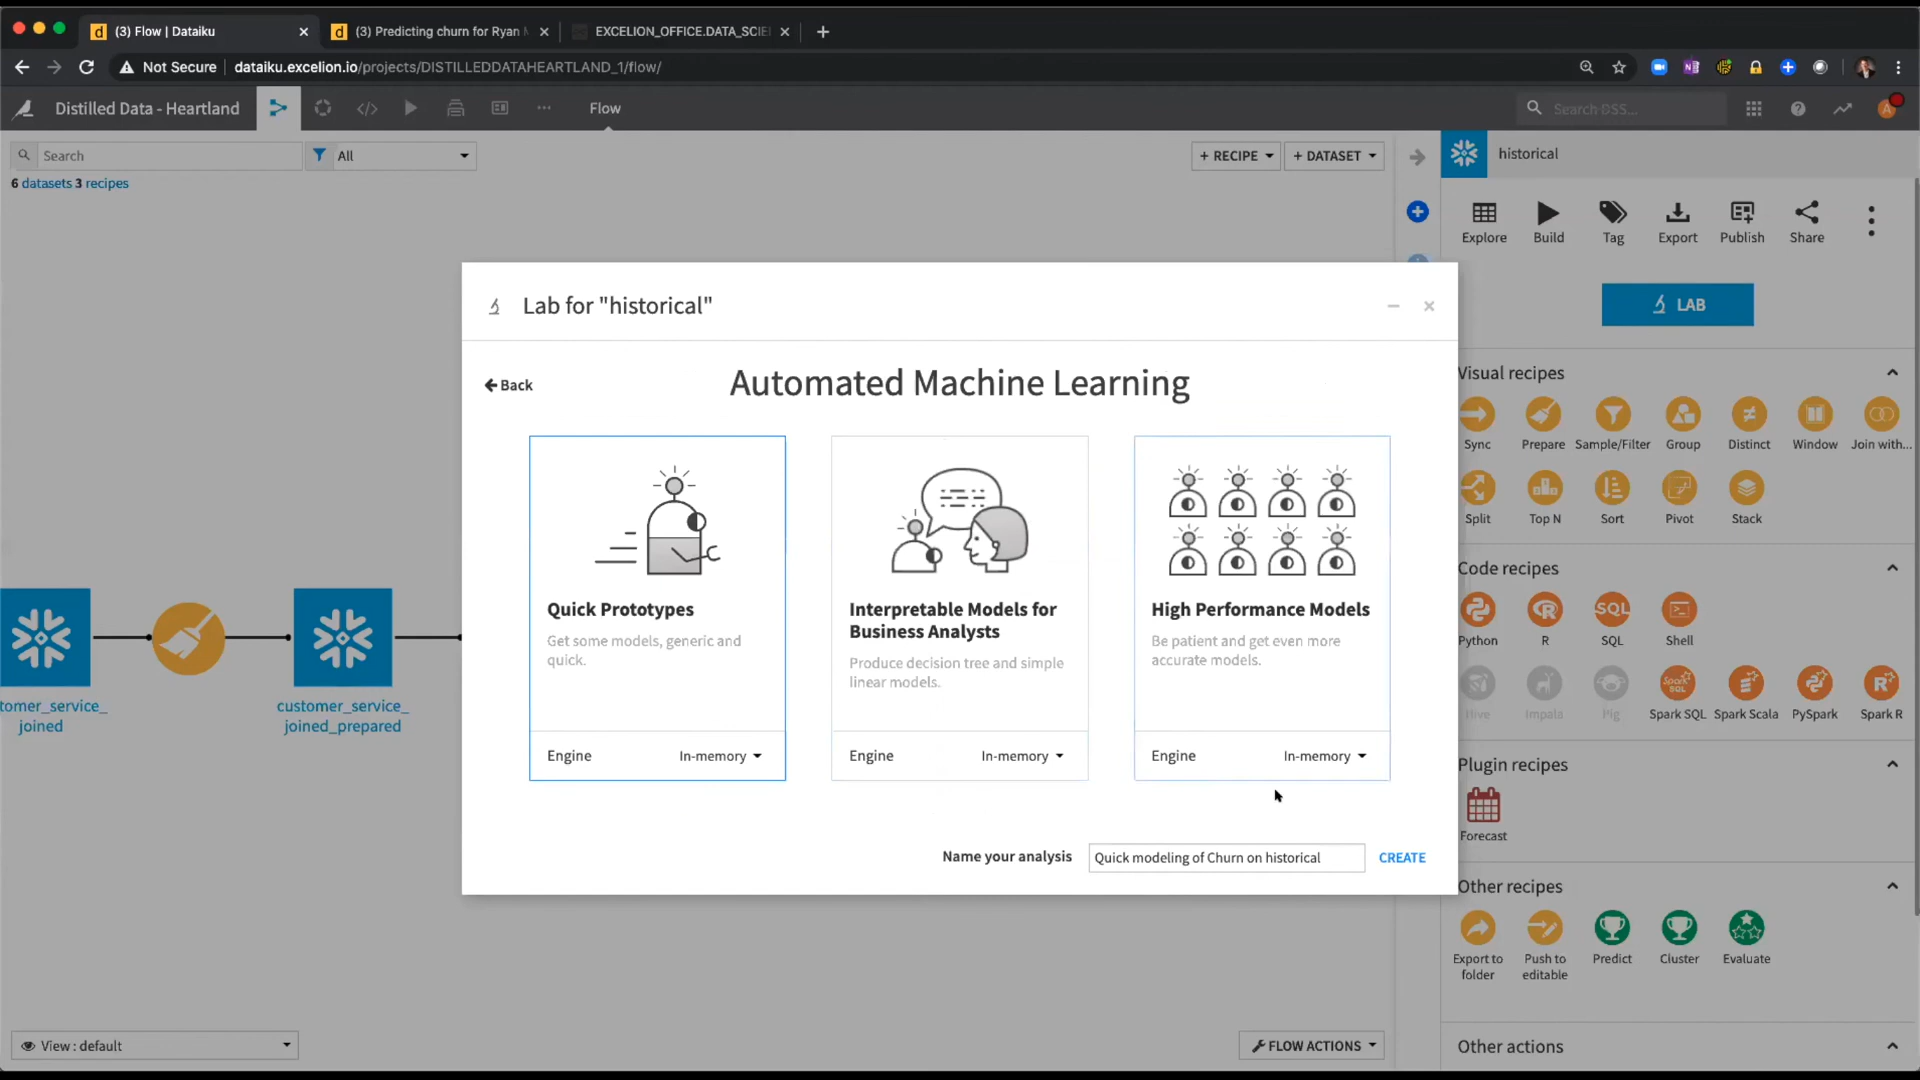 (3) Flow | Dataiku
(3) Predicting churn for Ryan
EXCELION_OFFICE.DATA_SCIE
Not Secure
dataiku.excelion.io/projects/DISTILLEDDATAHEARTLAND_1/flow/
Distilled Data - Heartland
Flow
Search DSS...
Search
All
+ RECIPE
+ DATASET
historical
6 datasets 3 recipes
Explore
Build
Tag
Export
Publish
Share
LAB
Lab for "historical"
Back
Automated Machine Learning
Quick Prototypes
Get some models, generic and
quick.
Engine
In-memory
Interpretable Models for
Business Analysts
Produce decision tree and simple
linear models.
Engine
In-memory
High Performance Models
Be patient and get even more
accurate models.
Engine
In-memory
Name your analysis
Quick modeling of Churn on historical
CREATE
tomer_service_
joined
customer_service_
joined_prepared
Visual recipes
Sync
Prepare
Sample/Filter
Group
Distinct
Window
Join with...
Split
Top N
Sort
Pivot
Stack
Code recipes
Python
R
SQL
SQL
Shell
Hive
Impala
Pig
Spark SQL
Spark Scala
PySpark
Spark R
Plugin recipes
Forecast
Other recipes
Export to
folder
Push to
editable
Predict
Cluster
Evaluate
Other actions
View : default
FLOW ACTIONS